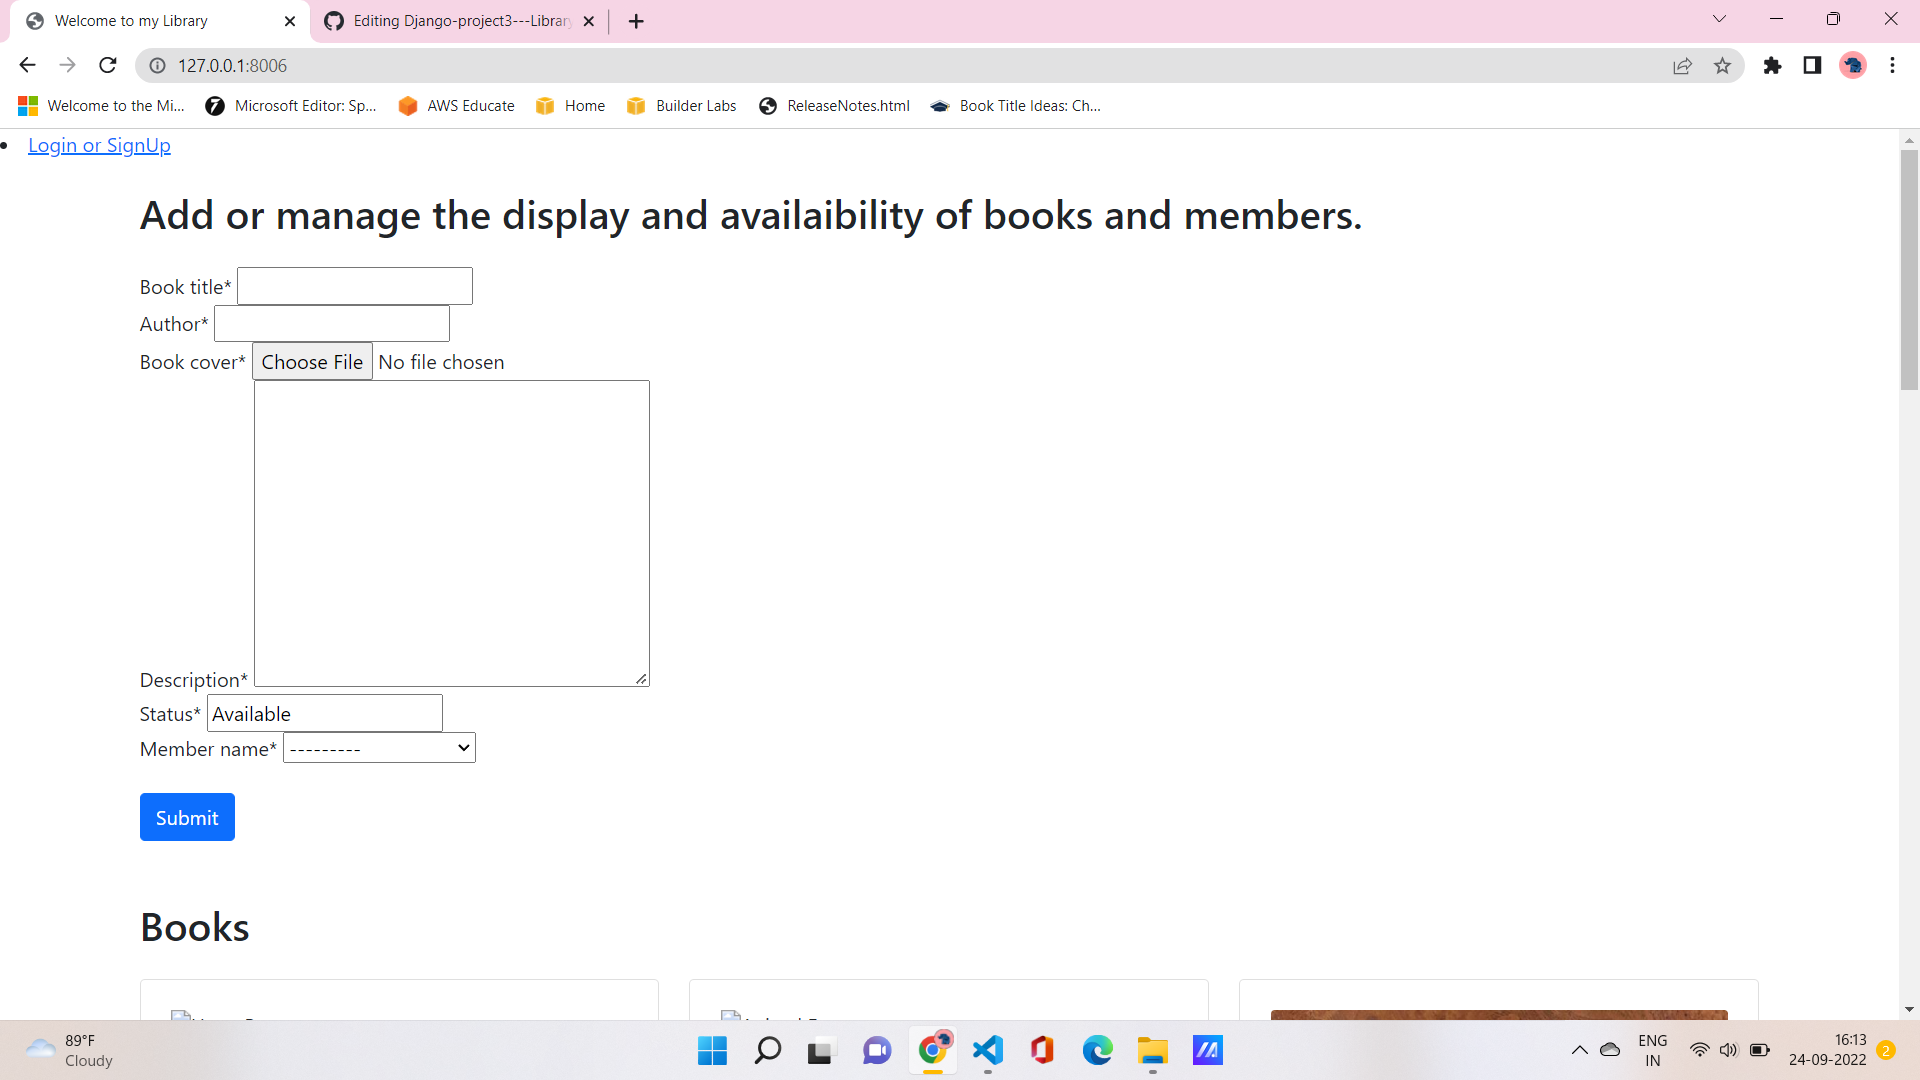 Welcome to my Library
Editing Django-project3---Library
127.0.0.1:8006
Welcome to the Mi...
Microsoft Editor: Sp...
AWS Educate
Home
Builder Labs
ReleaseNotes.html
Book Title Ideas: Ch...
Login or SignUp
Add or manage the display and availaibility of books and members.
Book title*
Author*
Book cover* Choose File No file chosen
Description*
Status* Available
Member name* ---------
Submit
Books
89°F
Cloudy
ENG
IN
16:13
24-09-2022
2